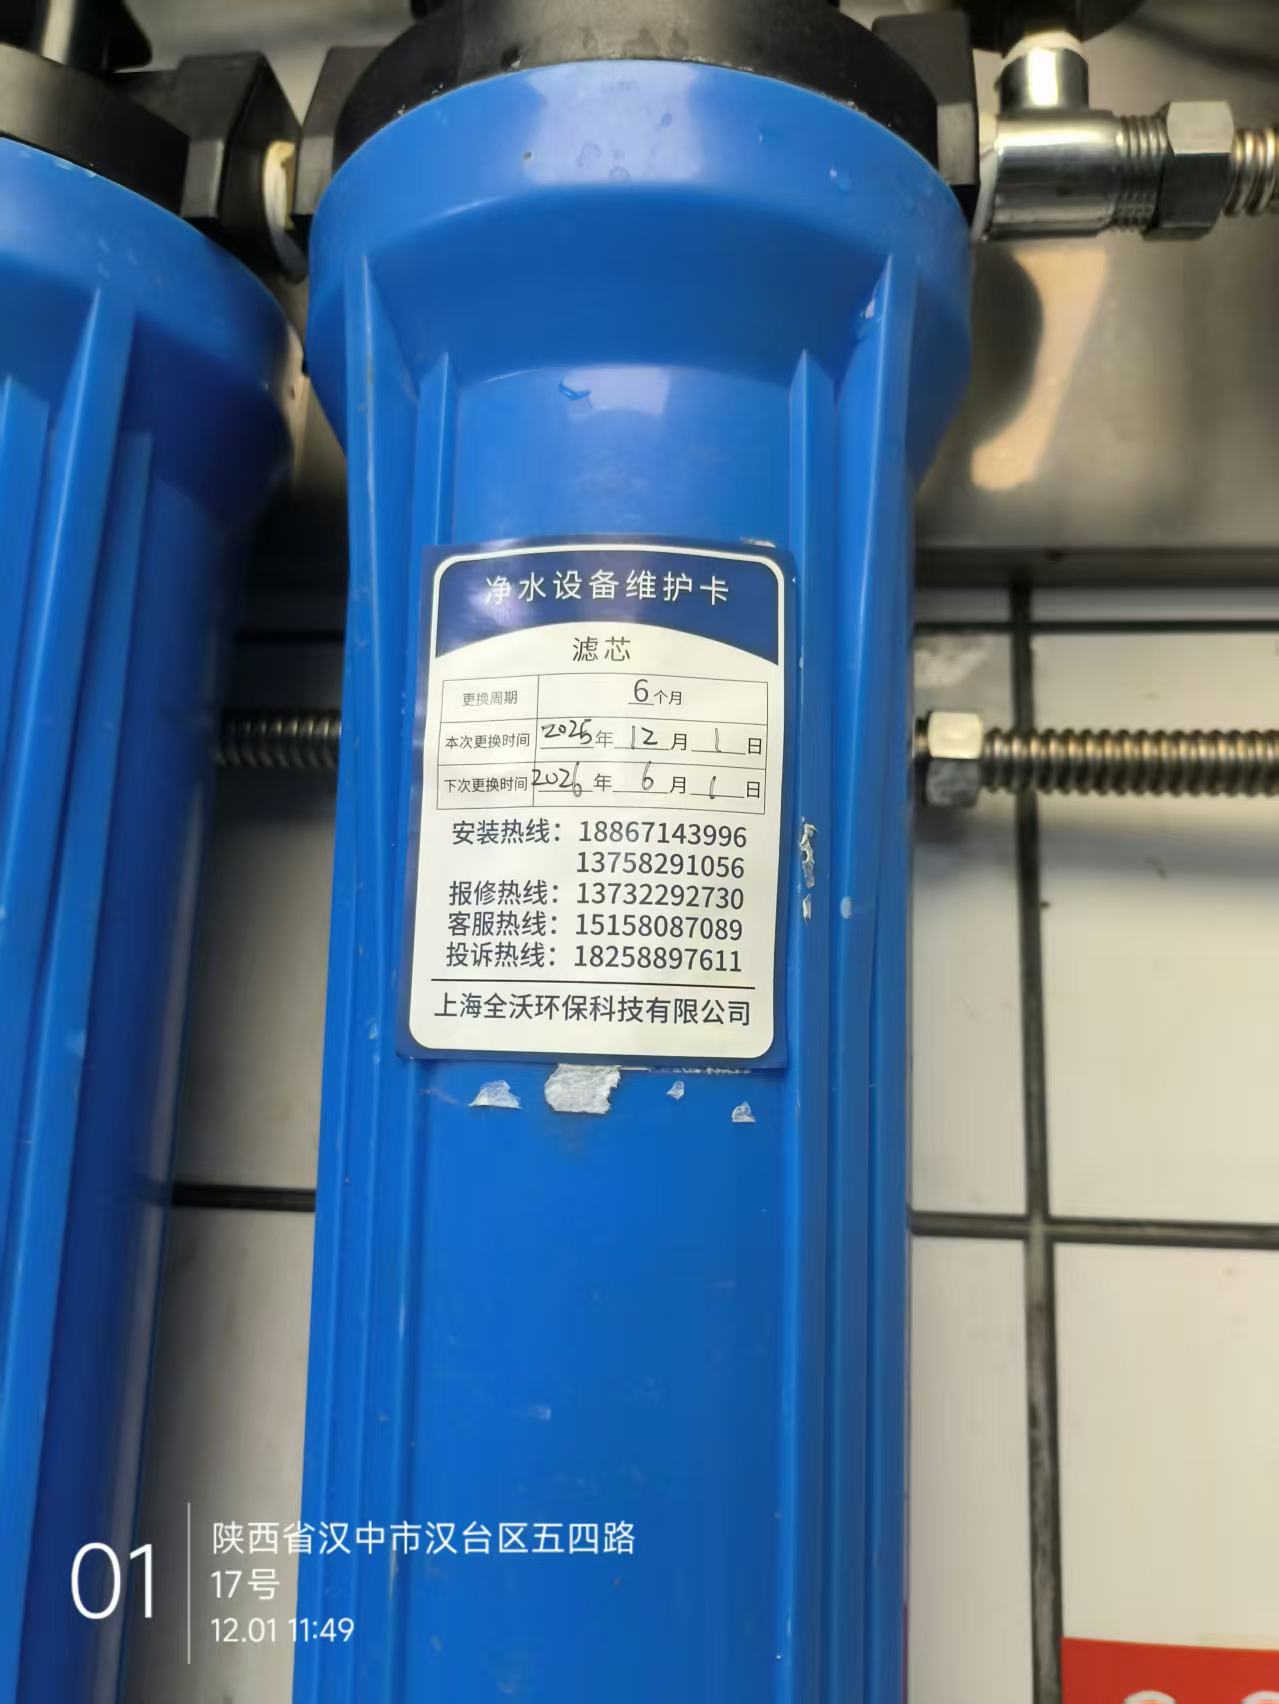 净水设备维护卡
滤芯
更换周期 6个月
本次更换时间 2025年12月1日
下次更换时间 2026年6月1日
安装热线：18867143996
13758291056
报修热线：13732292730
客服热线：15158087089
投诉热线：18258897611
上海全沃环保科技有限公司
01
陕西省汉中市汉台区五四路
17号
12.01 11:49